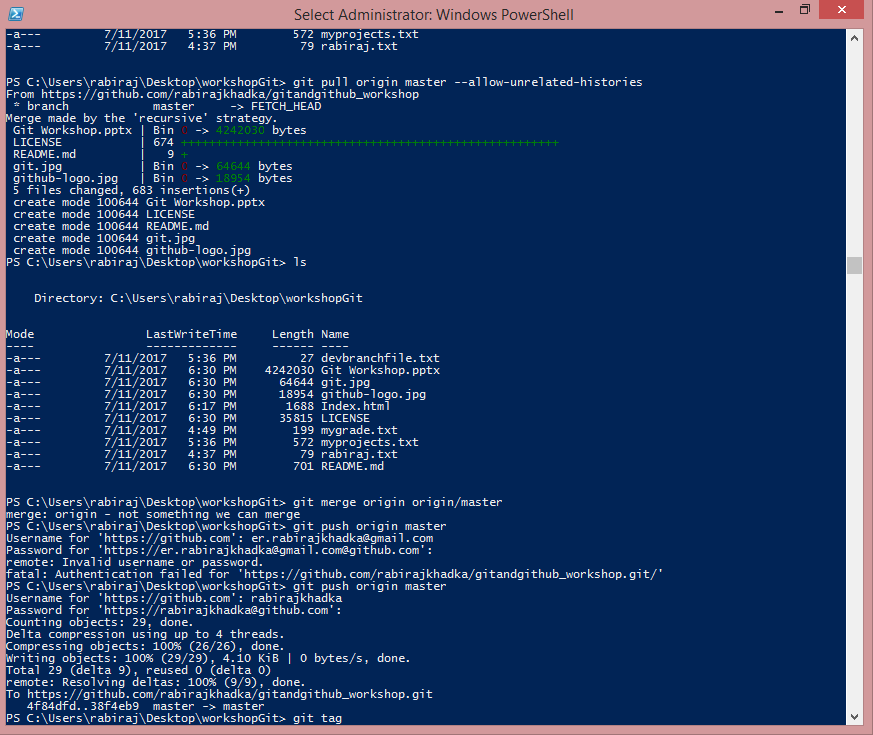 Select Administrator: Windows PowerShell
-a--- 7/11/2017 5:36 PM 572 myprojects.txt
-a--- 7/11/2017 4:37 PM 79 rabiraj.txt
PS C:\Users\rabiraj\Desktop\workshopGit> git pull origin master --allow-unrelated-histories
From https://github.com/rabirajkhadka/gitandgithub_workshop
* branch master -> FETCH_HEAD
Merge made by the 'recursive' strategy.
Git Workshop.pptx | Bin 0 -> 4242030 bytes
LICENSE | 674 ++++++++++++++++++++++++++++++++++++++++++++++++++++++
README.md | 9 +
git.jpg | Bin 0 -> 64644 bytes
github-logo.jpg | Bin 0 -> 18954 bytes
5 files changed, 683 insertions(+)
create mode 100644 Git Workshop.pptx
create mode 100644 LICENSE
create mode 100644 README.md
create mode 100644 git.jpg
create mode 100644 github-logo.jpg
PS C:\Users\rabiraj\Desktop\workshopGit> ls
Directory: C:\Users\rabiraj\Desktop\workshopGit
Mode LastWriteTime Length Name
---- ------------- ------ ----
-a--- 7/11/2017 5:36 PM 27 devbranchfile.txt
-a--- 7/11/2017 6:30 PM 4242030 Git Workshop.pptx
-a--- 7/11/2017 6:30 PM 64644 git.jpg
-a--- 7/11/2017 6:30 PM 18954 github-logo.jpg
-a--- 7/11/2017 6:17 PM 1688 Index.html
-a--- 7/11/2017 6:30 PM 35815 LICENSE
-a--- 7/11/2017 4:49 PM 199 mygrade.txt
-a--- 7/11/2017 5:36 PM 572 myprojects.txt
-a--- 7/11/2017 4:37 PM 79 rabiraj.txt
-a--- 7/11/2017 6:30 PM 701 README.md
PS C:\Users\rabiraj\Desktop\workshopGit> git merge origin origin/master
merge: origin - not something we can merge
PS C:\Users\rabiraj\Desktop\workshopGit> git push origin master
Username for 'https://github.com': er.rabirajkhadka@gmail.com
Password for 'https://er.rabirajkhadka@gmail.com@github.com':
remote: Invalid username or password.
fatal: Authentication failed for 'https://github.com/rabirajkhadka/gitandgithub_workshop.git/'
PS C:\Users\rabiraj\Desktop\workshopGit> git push origin master
Username for 'https://github.com': rabirajkhadka
Password for 'https://rabirajkhadka@github.com':
Counting objects: 29, done.
Delta compression using up to 4 threads.
Compressing objects: 100% (26/26), done.
Writing objects: 100% (29/29), 4.10 KiB | 0 bytes/s, done.
Total 29 (delta 9), reused 0 (delta 0)
remote: Resolving deltas: 100% (9/9), done.
To https://github.com/rabirajkhadka/gitandgithub_workshop.git
4f84dfd..38f4eb9 master -> master
PS C:\Users\rabiraj\Desktop\workshopGit> git tag